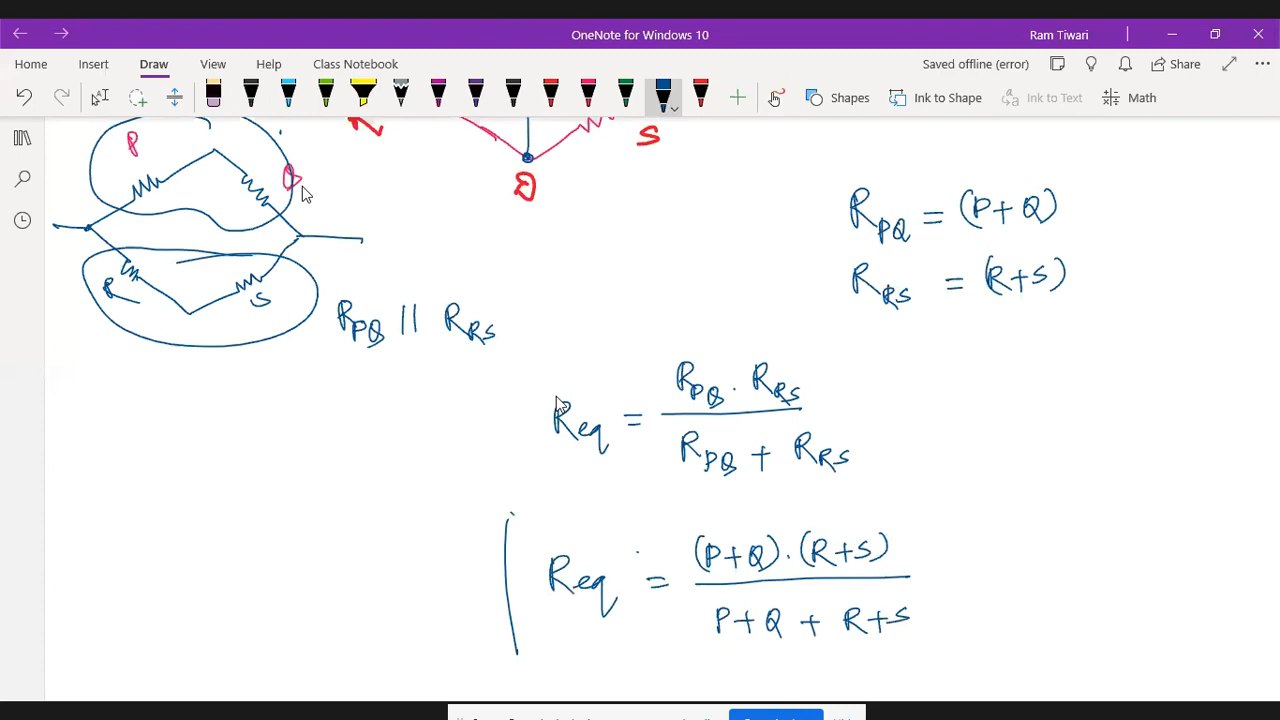 OneNote for Windows 10
Ram Tiwari
Home Insert Draw View Help Class Notebook
Saved offline (error)
Share
Shapes
Ink to Shape
Ink to Text
Math
P
Q
R
S
S
D
R_PQ = (P+Q)
R_RS = (R+S)
R_PQ || R_RS
Req = R_PQ . R_RS / R_PQ + R_RS
Req = (P+Q).(R+S) / P+Q + R+S